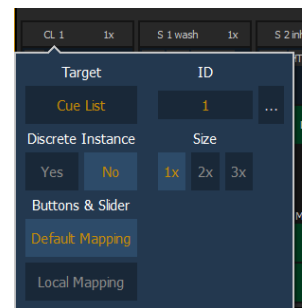 CL 1 1x S 1 wash 1x S 2 inf
Target ID
Cue List 1 ...
Discrete Instance Size
Yes No 1x 2x 3x
Buttons & Slider
Default Mapping
Local Mapping